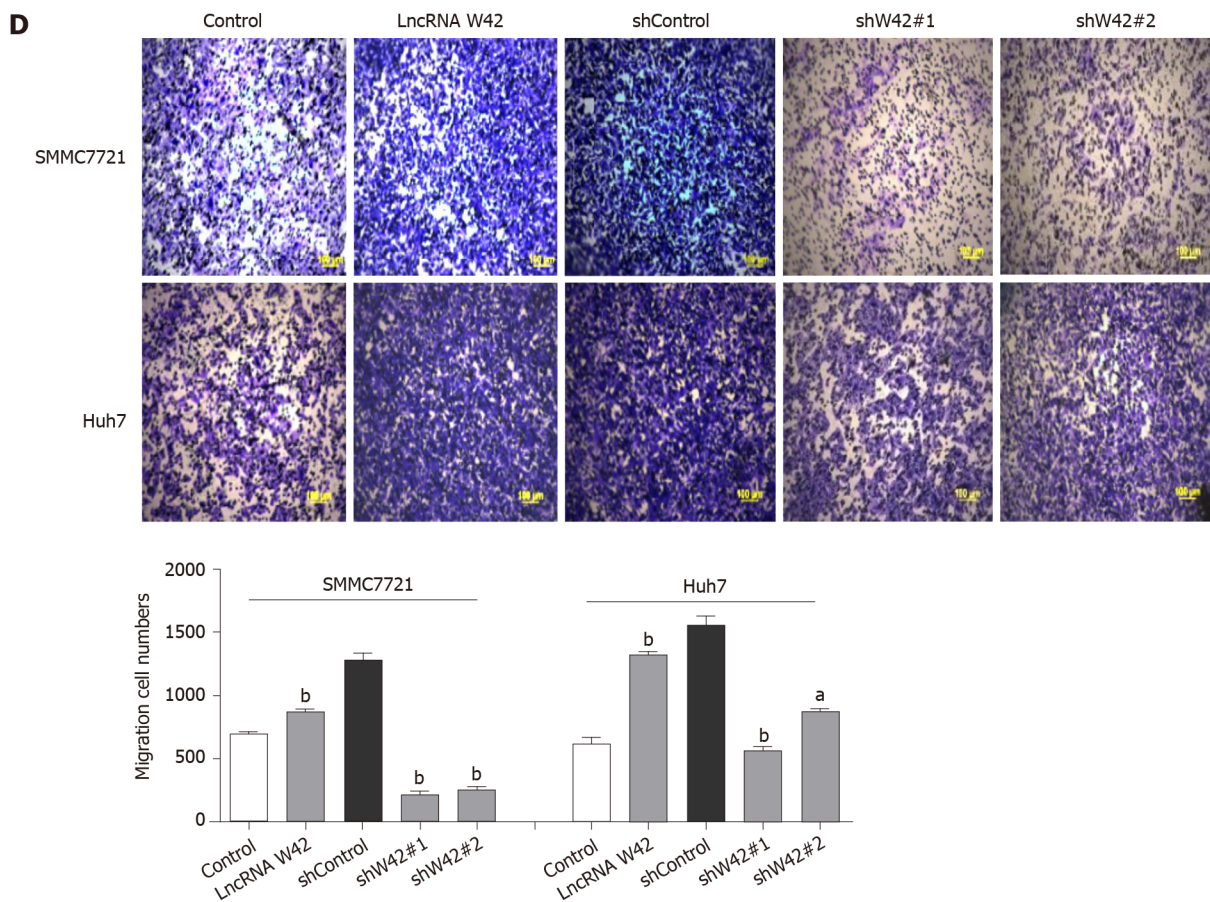 D
Control LncRNA W42 shControl shW42#1 shW42#2
SMMC7721
100 μm 100 μm 100 μm 100 μm 100 μm
Huh7
100 μm 100 μm 100 μm 100 μm 100 μm
Migration cell numbers
2000
1500
1000
500
0
SMMC7721
Huh7
b
b
b
b
b
a
Control LncRNA W42 shControl shW42#1 shW42#2
Control LncRNA W42 shControl shW42#1 shW42#2